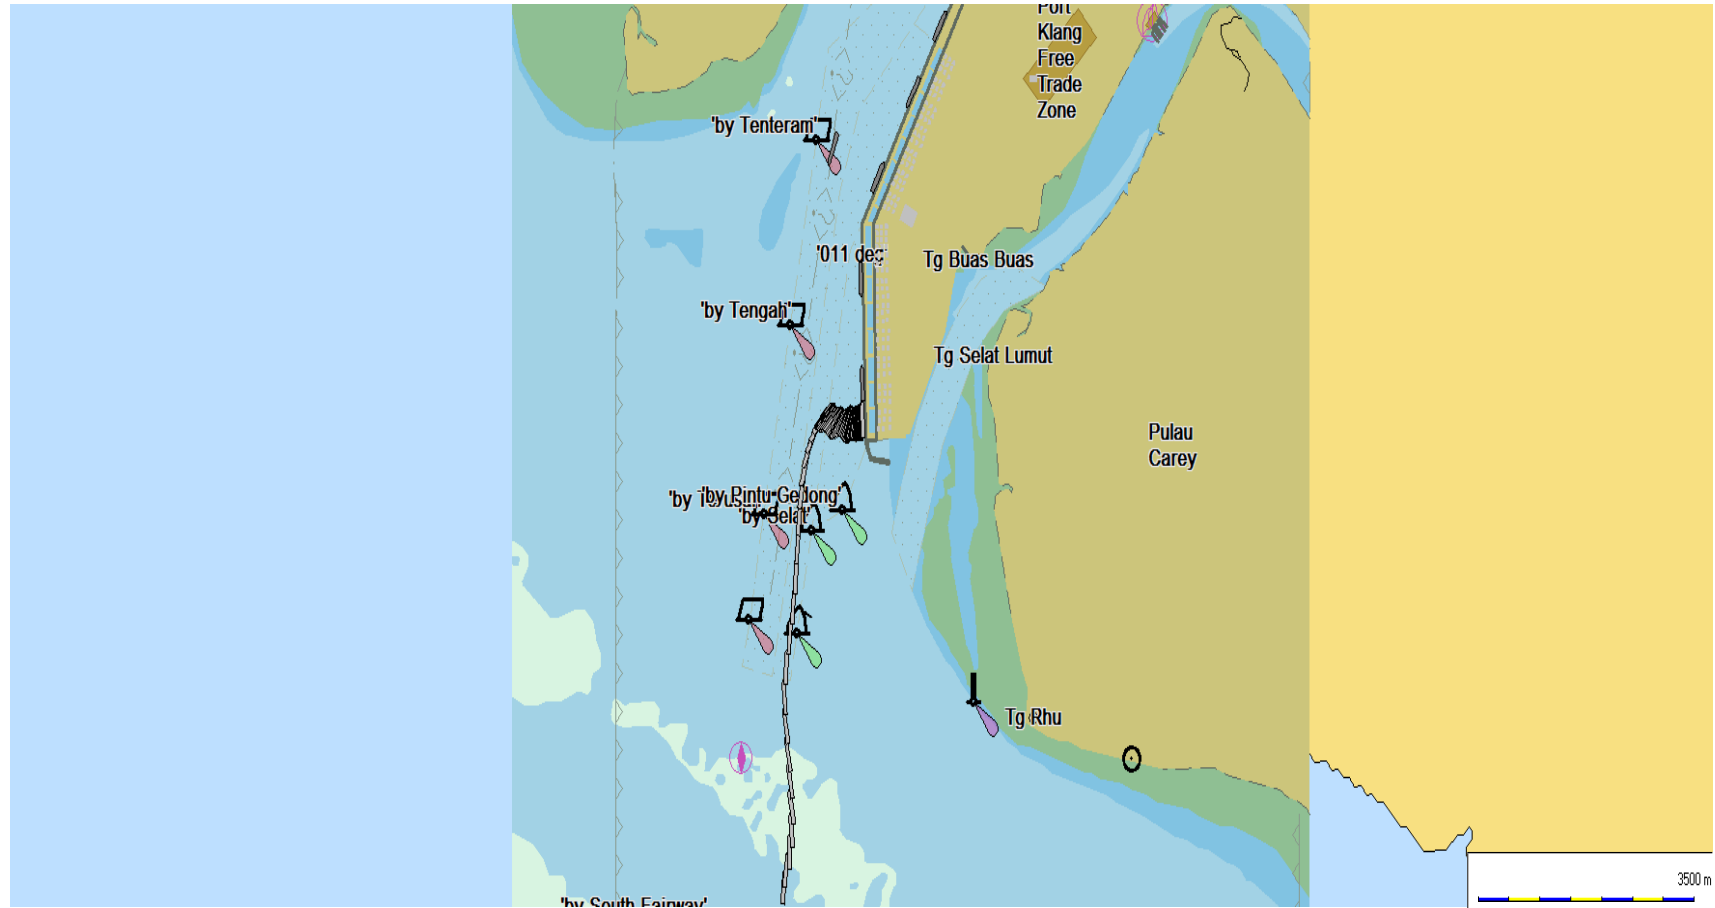 Port
Klang
Free
Trade
Zone
'by Tenteram'
'011 deg'
Tg Buas Buas
'by Tengah'
Tg Selat Lumut
Pulau
Carey
'by Pintu Gedong'
'by Selat'
Tg Rhu
3500 m
'by South Fairway'